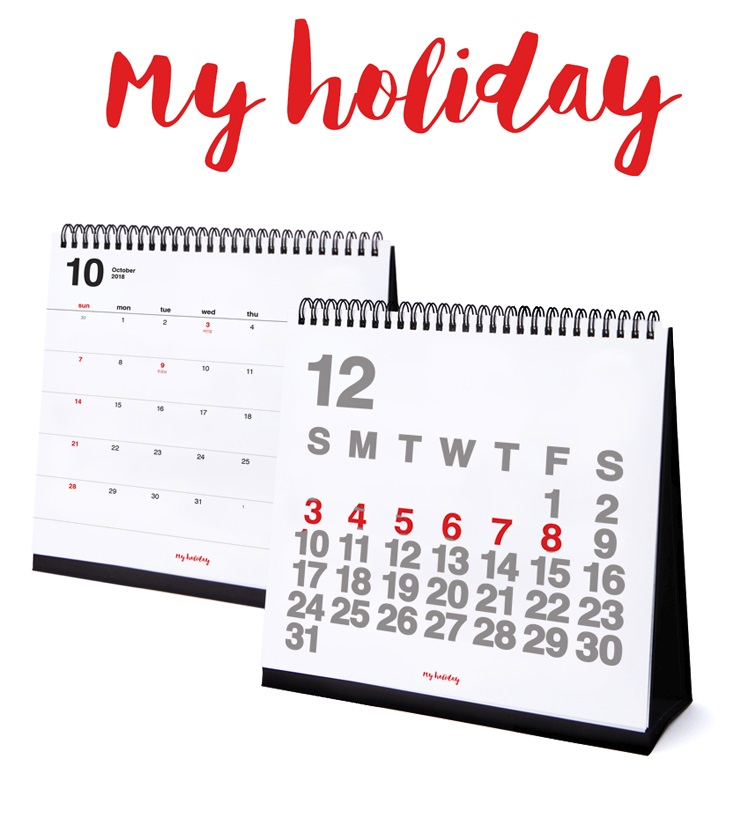 My holiday
10 October
2018
sun mon tue wed thu
30 1 2 3 4
7 8 9 10 11
14 15 16 17 18
21 22 23 24 25
28 29 30 31 1
My holiday
12
S M T W T F S
1 2
3 4 5 6 7 8 9
10 11 12 13 14 15 16
17 18 19 20 21 22 23
24 25 26 27 28 29 30
31
My holiday